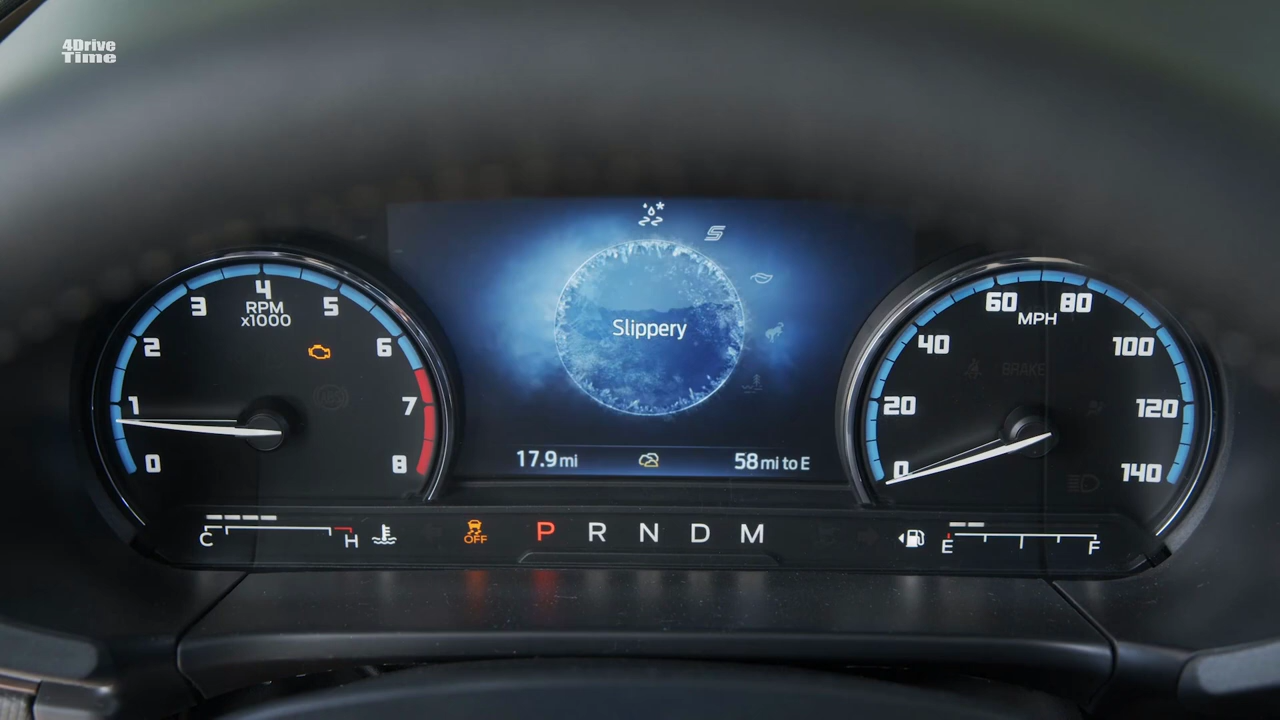 4Drive
Time
0
1
2
3
4
5
6
7
8
RPM
x1000
S
Slippery
17.9 mi
58 mi to E
0
20
40
60
80
100
120
140
MPH
BRAKE
C
H
OFF
P R N D M
E
F